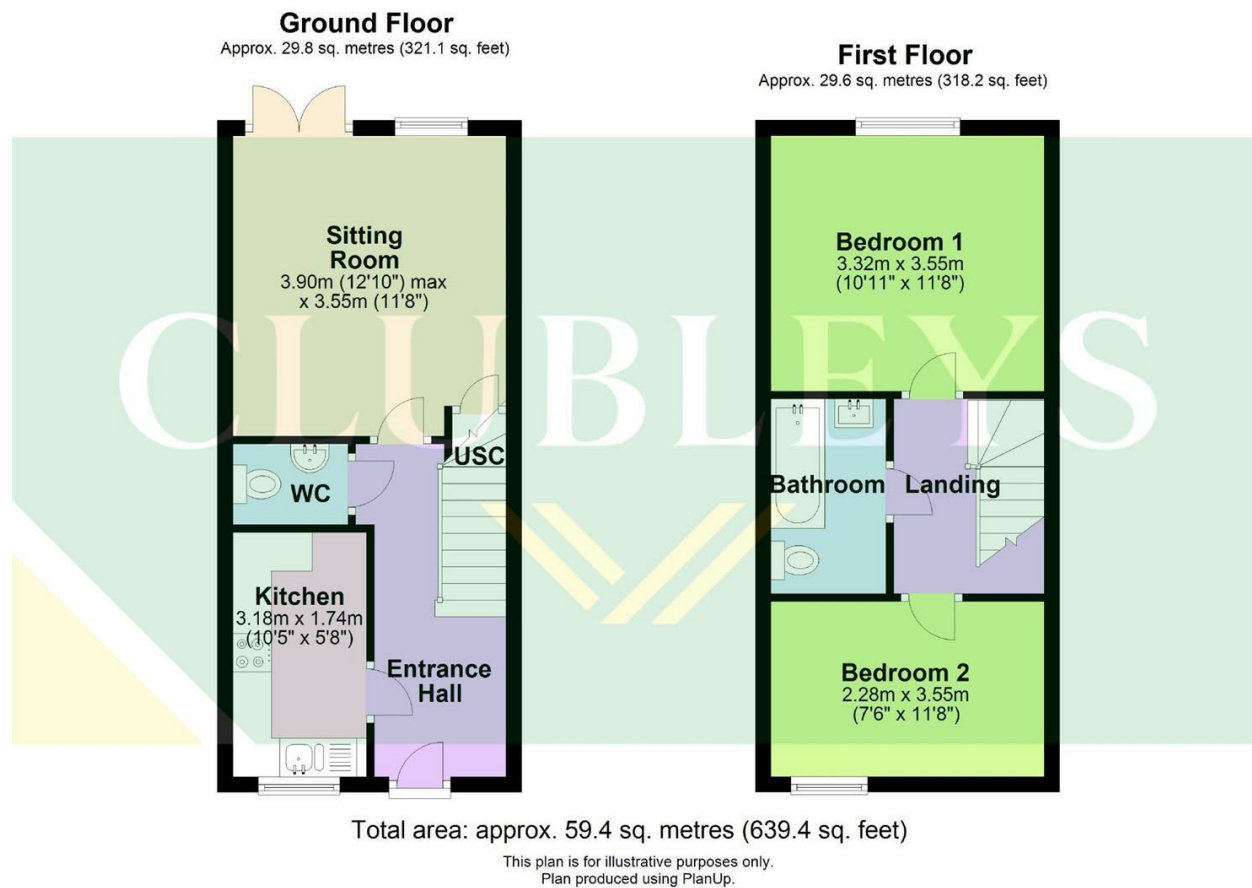 Ground Floor
Approx. 29.8 sq. metres (321.1 sq. feet)
Sitting
Room
3.90m (12'10") max
x 3.55m (11'8")
USC
WC
Kitchen
3.18m x 1.74m
(10'5" x 5'8")
Entrance
Hall
First Floor
Approx. 29.6 sq. metres (318.2 sq. feet)
Bedroom 1
3.32m x 3.55m
(10'11" x 11'8")
Bathroom
Landing
Bedroom 2
2.28m x 3.55m
(7'6" x 11'8")
CLUBLEYS
Total area: approx. 59.4 sq. metres (639.4 sq. feet)
This plan is for illustrative purposes only.
Plan produced using PlanUp.